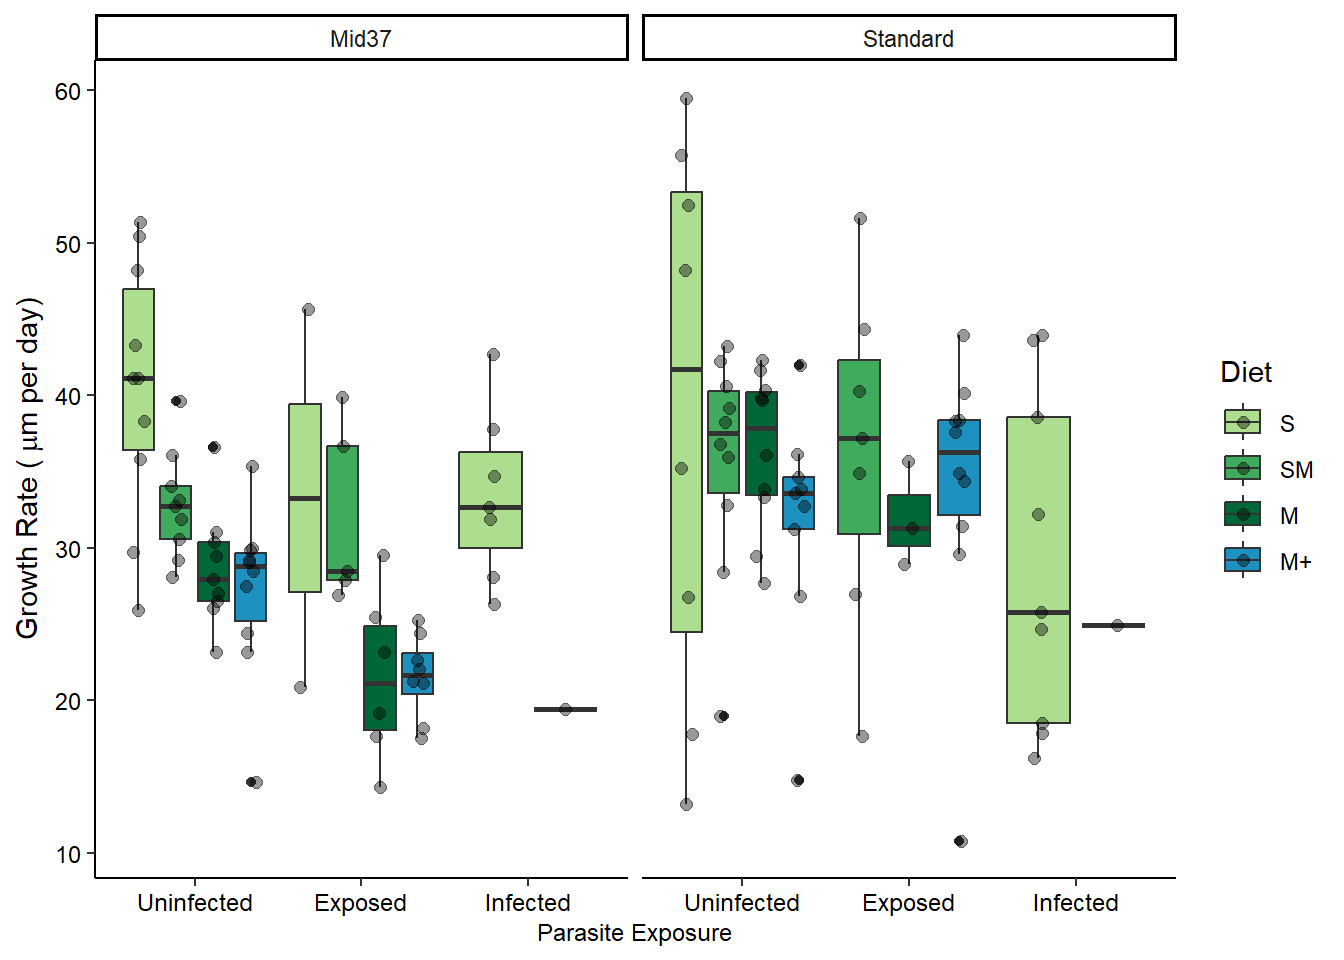 Mid37
Standard
Growth Rate ( µm per day)
60
50
40
30
20
10
Uninfected
Exposed
Infected
Uninfected
Exposed
Infected
Parasite Exposure
Diet
S
SM
M
M+